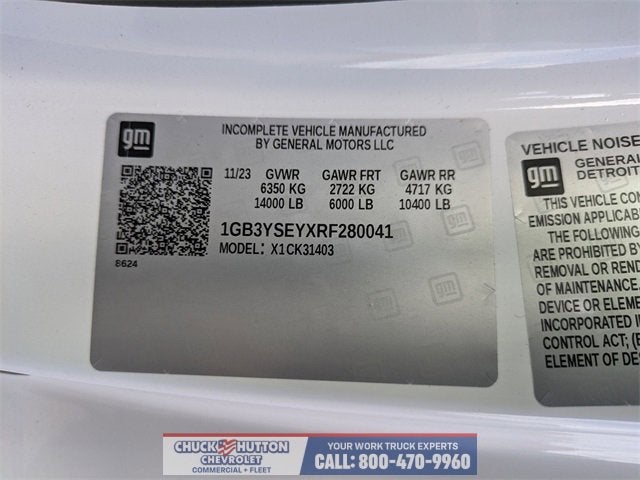 gm
INCOMPLETE VEHICLE MANUFACTURED
BY GENERAL MOTORS LLC
11/23 GVWR GAWR FRT GAWR RR
6350 KG 2722 KG 4717 KG
14000 LB 6000 LB 10400 LB
1GB3YSEYXRF280041
MODEL: X1CK31403
8624
VEHICLE NOISE
gm
GENERAL
DETROIT
THIS VEHICLE CON
EMISSION APPLICAB
THE FOLLOWING
ARE PROHIBITED BY
REMOVAL OR REND
OF MAINTENANCE.
DEVICE OR ELEME
INCORPORATED I
CONTROL ACT; (B
ELEMENT OF DES
CHUCK HUTTON
CHEVROLET
COMMERCIAL • FLEET
YOUR WORK TRUCK EXPERTS
CALL: 800-470-9960